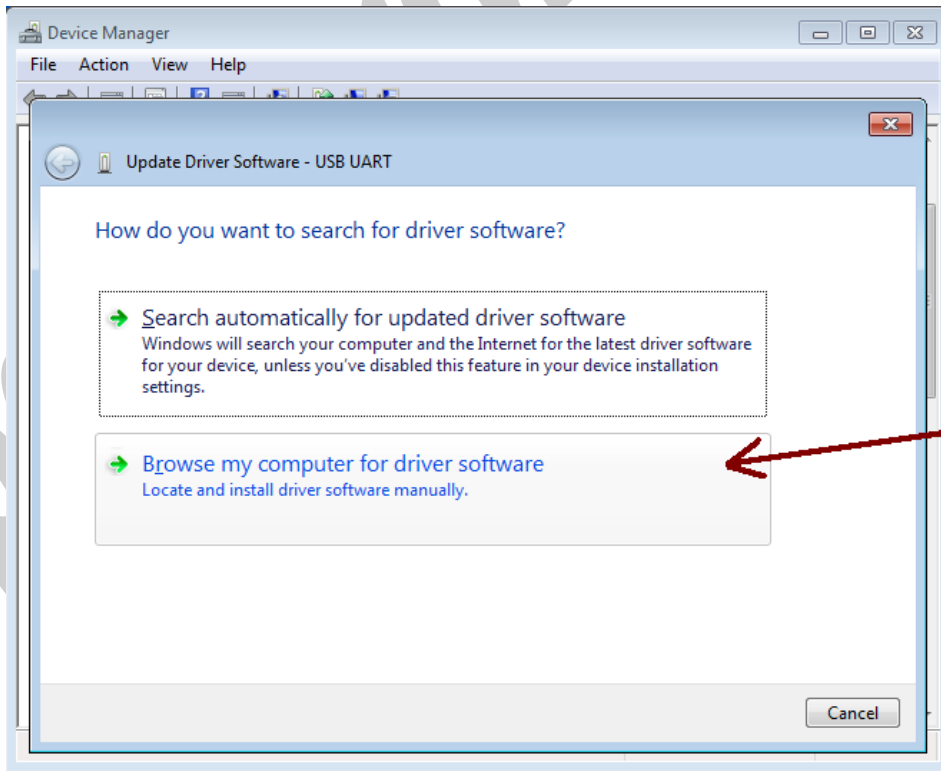 Device Manager
File Action View Help
Update Driver Software - USB UART
How do you want to search for driver software?
Search automatically for updated driver software
Windows will search your computer and the Internet for the latest driver software
for your device, unless you've disabled this feature in your device installation
settings.
Browse my computer for driver software
Locate and install driver software manually.
Cancel